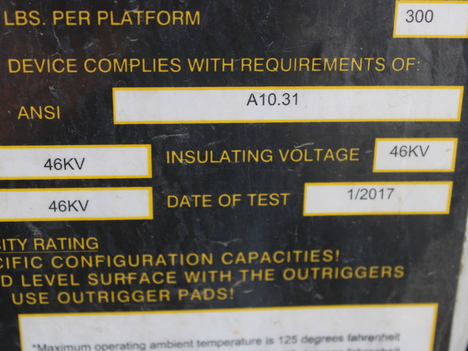 LBS. PER PLATFORM 300
DEVICE COMPLIES WITH REQUIREMENTS OF:
ANSI A10.31
46KV INSULATING VOLTAGE 46KV
46KV DATE OF TEST 1/2017
CITY RATING
CIFIC CONFIGURATION CAPACITIES!
D LEVEL SURFACE WITH THE OUTRIGGERS
USE OUTRIGGER PADS!
*Maximum operating ambient temperature is 125 degrees fahrenheit